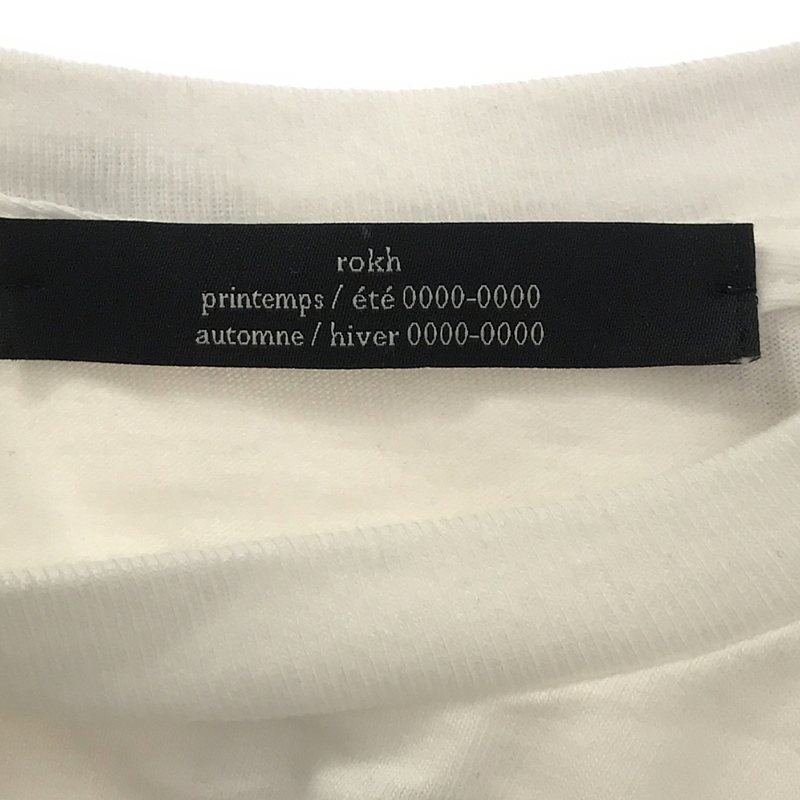 rokh
printemps / été 0000-0000
automne / hiver 0000-0000